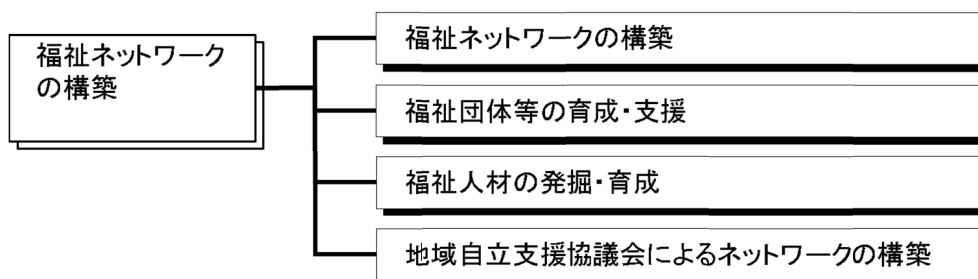 福祉ネットワーク
の構築
福祉ネットワークの構築
福祉団体等の育成・支援
福祉人材の発掘・育成
地域自立支援協議会によるネットワークの構築